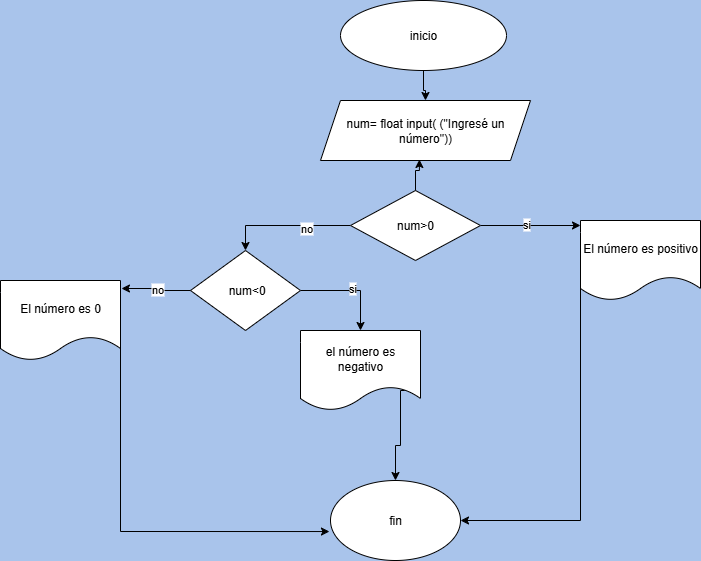 inicio
num= float input( ("Ingresé un
número"))
num>0
no
si
El número es positivo
num<0
no
si
El número es 0
el número es
negativo
fin